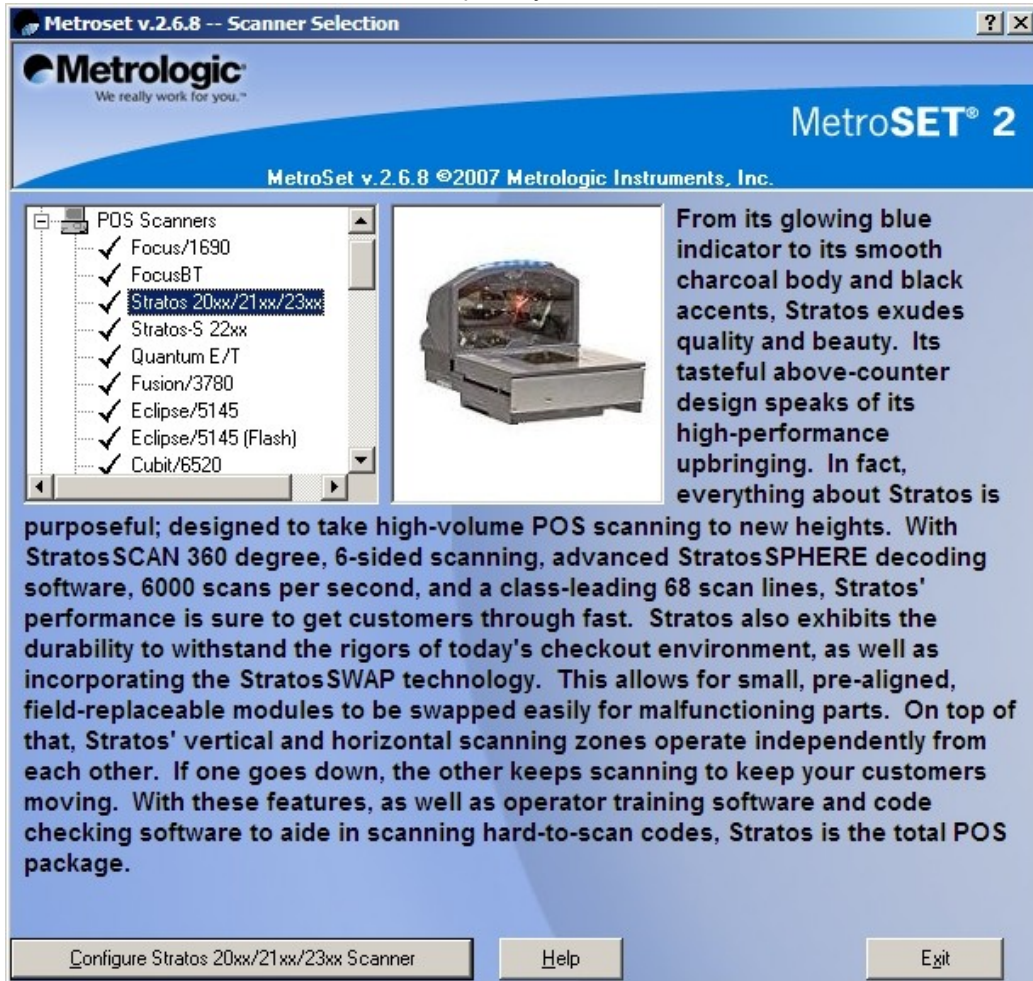 Metroset v.2.6.8 -- Scanner Selection
Metrologic
We really work for you.™
MetroSET® 2
MetroSet v.2.6.8 ©2007 Metrologic Instruments, Inc.
POS Scanners
Focus/1690
FocusBT
Stratos 20xx/21xx/23xx
Stratos-S 22xx
Quantum E/T
Fusion/3780
Eclipse/5145
Eclipse/5145 (Flash)
Cubit/6520
From its glowing blue
indicator to its smooth
charcoal body and black
accents, Stratos exudes
quality and beauty.  Its
tasteful above-counter
design speaks of its
high-performance
upbringing.  In fact,
everything about Stratos is
purposeful; designed to take high-volume POS scanning to new heights.  With
StratosSCAN 360 degree, 6-sided scanning, advanced StratosSPHERE decoding
software, 6000 scans per second, and a class-leading 68 scan lines, Stratos'
performance is sure to get customers through fast.  Stratos also exhibits the
durability to withstand the rigors of today's checkout environment, as well as
incorporating the StratosSWAP technology.  This allows for small, pre-aligned,
field-replaceable modules to be swapped easily for malfunctioning parts.  On top of
that, Stratos' vertical and horizontal scanning zones operate independently from
each other.  If one goes down, the other keeps scanning to keep your customers
moving.  With these features, as well as operator training software and code
checking software to aide in scanning hard-to-scan codes, Stratos is the total POS
package.
Configure Stratos 20xx/21xx/23xx Scanner
Help
Exit